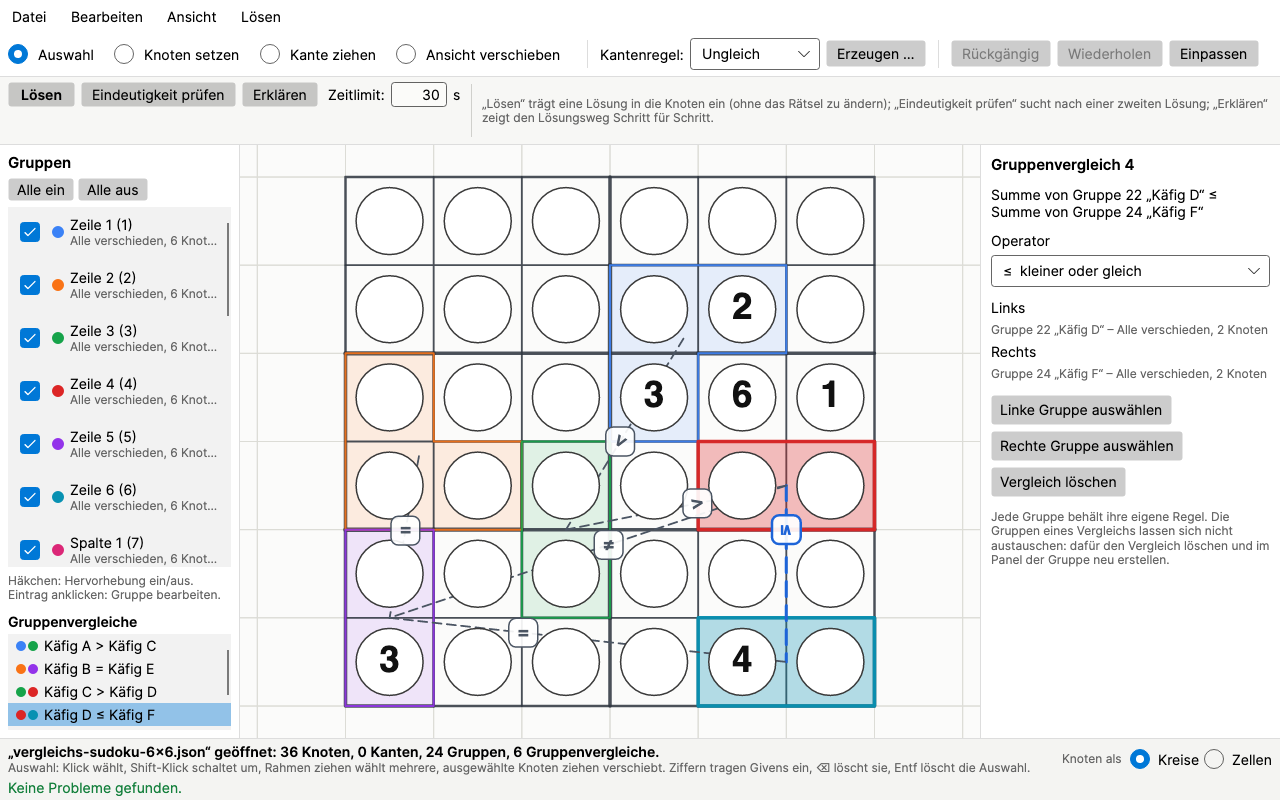 Datei Bearbeiten Ansicht Lösen
Auswahl Knoten setzen Kante ziehen Ansicht verschieben Kantenregel: Ungleich Erzeugen ... Rückgängig Wiederholen Einpassen
Lösen Eindeutigkeit prüfen Erklären Zeitlimit: 30 s
„Lösen“ trägt eine Lösung in die Knoten ein (ohne das Rätsel zu ändern); „Eindeutigkeit prüfen“ sucht nach einer zweiten Lösung; „Erklären“
zeigt den Lösungsweg Schritt für Schritt.
Gruppen
Alle ein Alle aus
Zeile 1 (1)
Alle verschieden, 6 Knot...
Zeile 2 (2)
Alle verschieden, 6 Knot...
Zeile 3 (3)
Alle verschieden, 6 Knot...
Zeile 4 (4)
Alle verschieden, 6 Knot...
Zeile 5 (5)
Alle verschieden, 6 Knot...
Zeile 6 (6)
Alle verschieden, 6 Knot...
Spalte 1 (7)
Alle verschieden, 6 Knot...
Häkchen: Hervorhebung ein/aus.
Eintrag anklicken: Gruppe bearbeiten.
Gruppenvergleiche
Käfig A > Käfig C
Käfig B = Käfig E
Käfig C > Käfig D
Käfig D ≤ Käfig F
2
3 6 1
>
>
= ≤
≠
=
3 4
Gruppenvergleich 4
Summe von Gruppe 22 „Käfig D“ ≤
Summe von Gruppe 24 „Käfig F“
Operator
≤ kleiner oder gleich
Links
Gruppe 22 „Käfig D“ – Alle verschieden, 2 Knoten
Rechts
Gruppe 24 „Käfig F“ – Alle verschieden, 2 Knoten
Linke Gruppe auswählen
Rechte Gruppe auswählen
Vergleich löschen
Jede Gruppe behält ihre eigene Regel. Die
Gruppen eines Vergleichs lassen sich nicht
austauschen: dafür den Vergleich löschen und im
Panel der Gruppe neu erstellen.
„vergleichs-sudoku-6×6.json“ geöffnet: 36 Knoten, 0 Kanten, 24 Gruppen, 6 Gruppenvergleiche.
Auswahl: Klick wählt, Shift-Klick schaltet um, Rahmen ziehen wählt mehrere, ausgewählte Knoten ziehen verschiebt. Ziffern tragen Givens ein, ⌫ löscht sie, Entf löscht die Auswahl.
Keine Probleme gefunden.
Knoten als Kreise Zellen